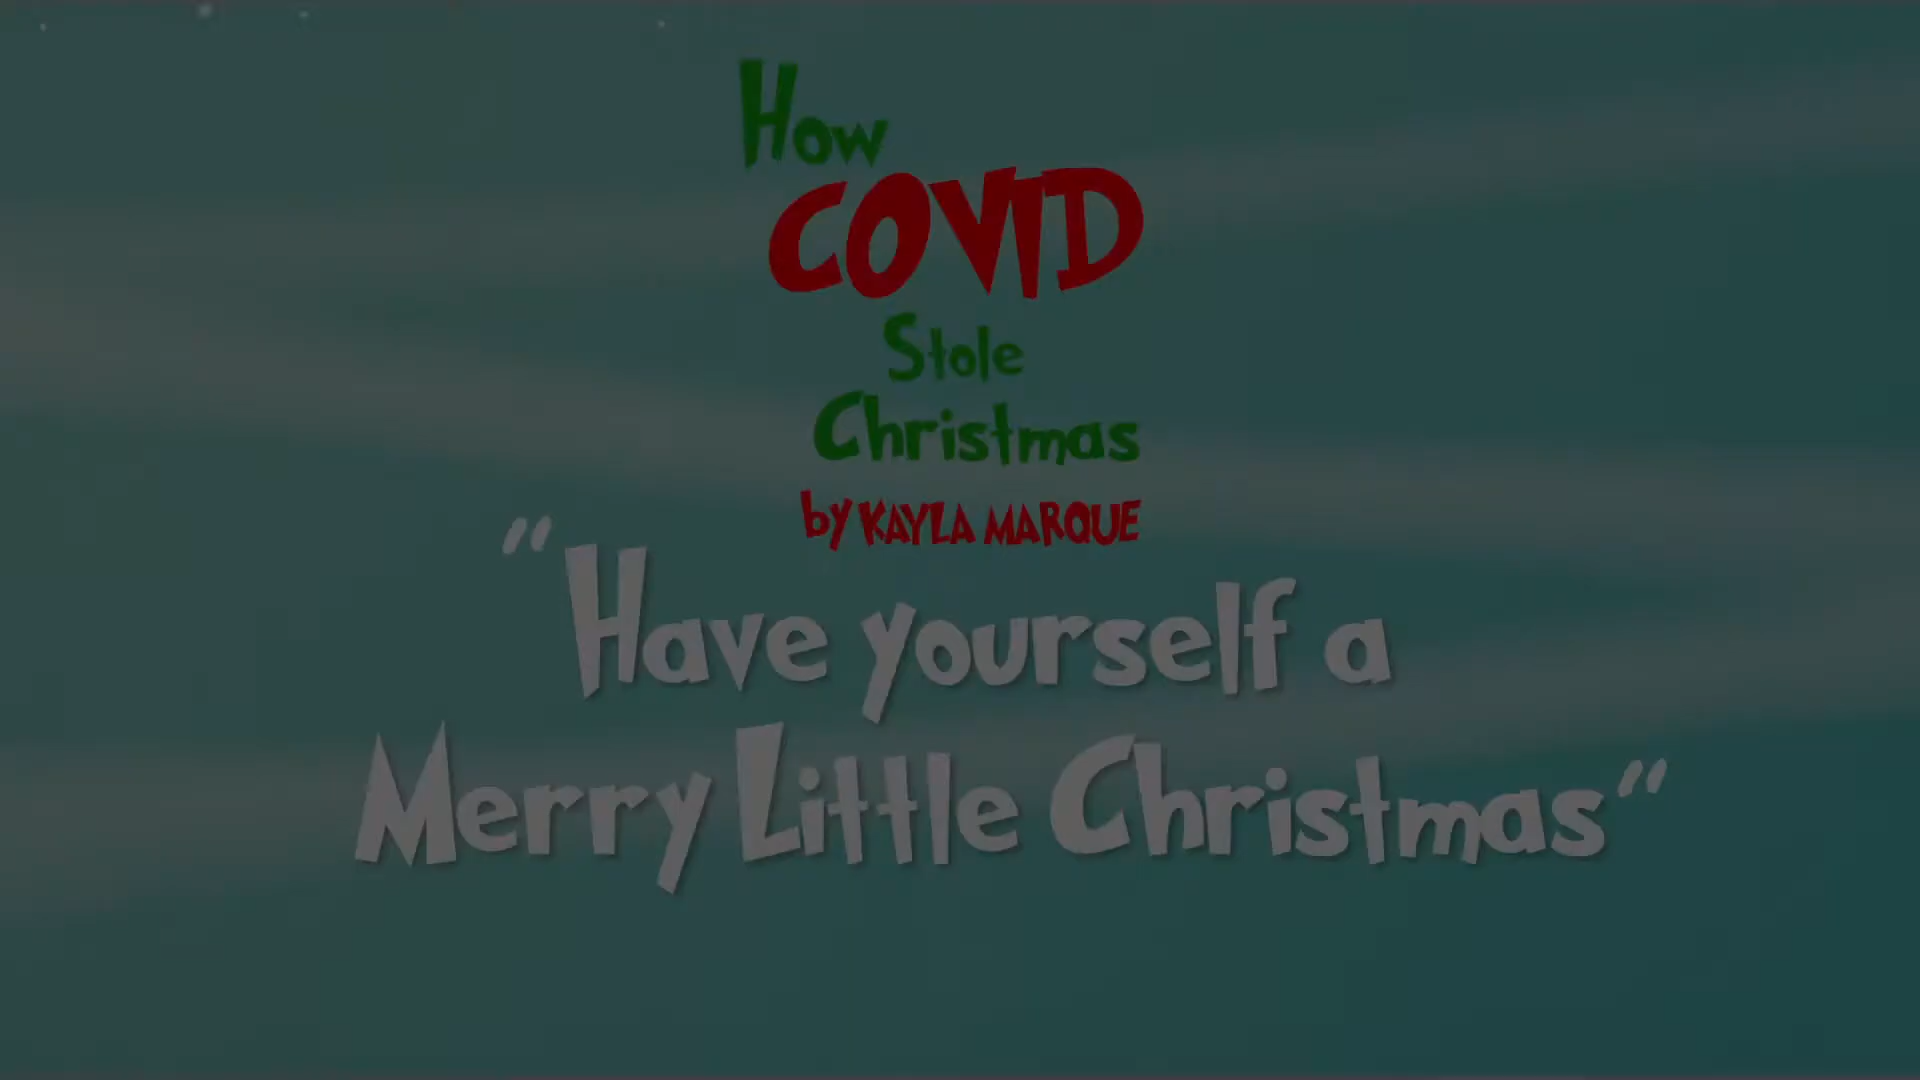 How
COVID
Stole
Christmas
by KAYLA MARQUE
"Have yourself a
Merry Little Christmas"